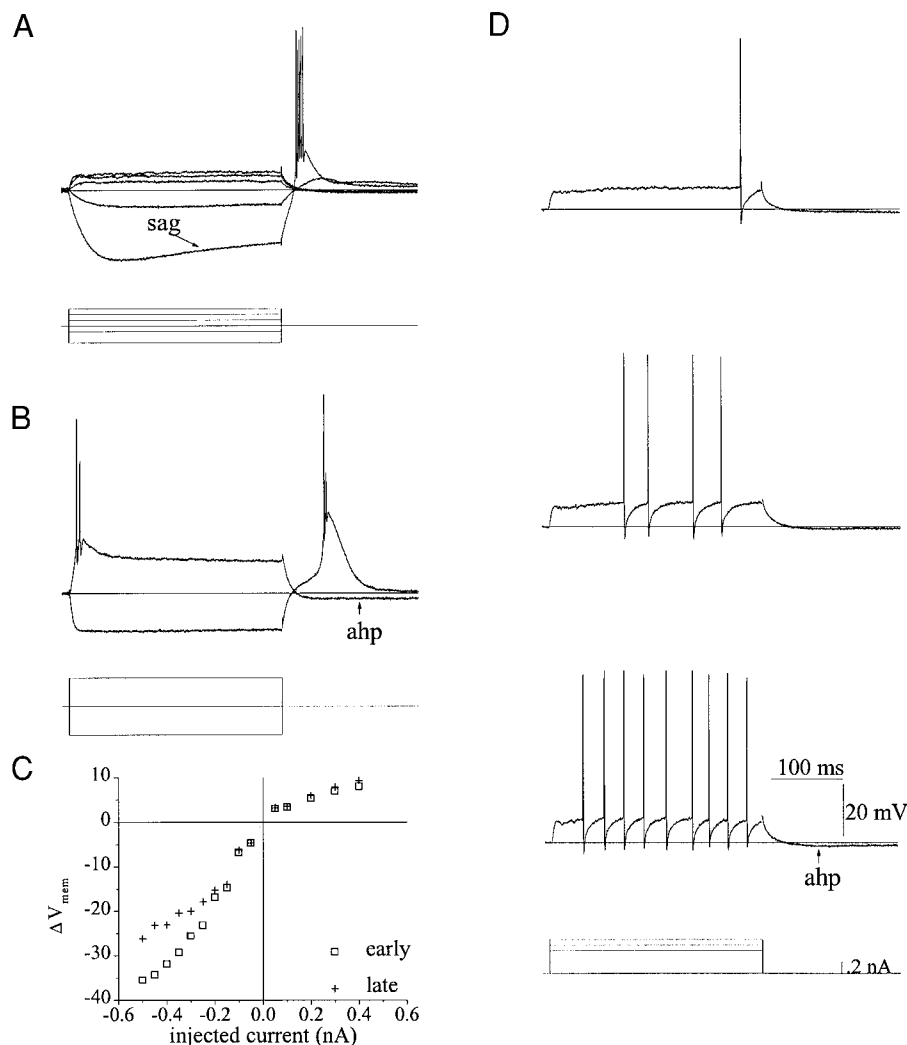 A
sag
B
ahp
C
10
0
-10
-20
-30
-40
ΔVmem
early
late
-0.6 -0.4 -0.2 0.0 0.2 0.4 0.6
injected current (nA)
D
100 ms
20 mV
ahp
.2 nA